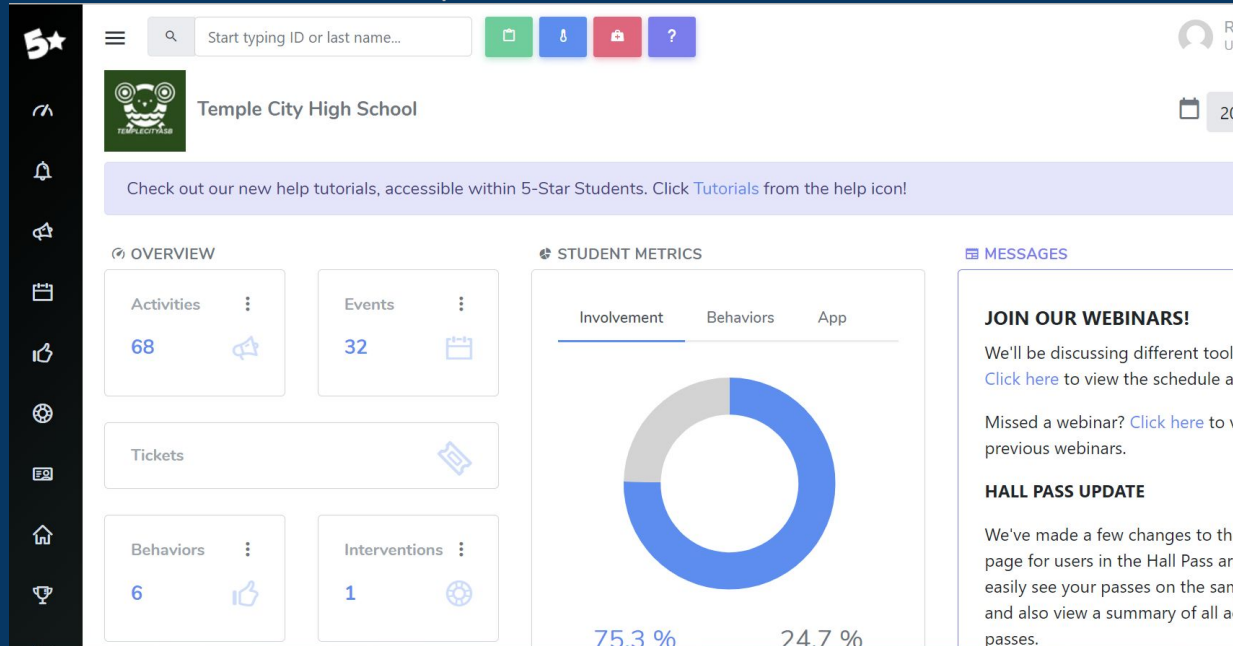 5★
Start typing ID or last name...
?
R
U
TEMPLECITYASB
Temple City High School
20
Check out our new help tutorials, accessible within 5-Star Students. Click Tutorials from the help icon!
OVERVIEW
Activities
68
Events
32
Tickets
Behaviors
6
Interventions
1
STUDENT METRICS
Involvement Behaviors App
75.3 % 24.7 %
MESSAGES
JOIN OUR WEBINARS!
We'll be discussing different tool
Click here to view the schedule a
Missed a webinar? Click here to v
previous webinars.
HALL PASS UPDATE
We've made a few changes to th
page for users in the Hall Pass ar
easily see your passes on the sam
and also view a summary of all a
passes.